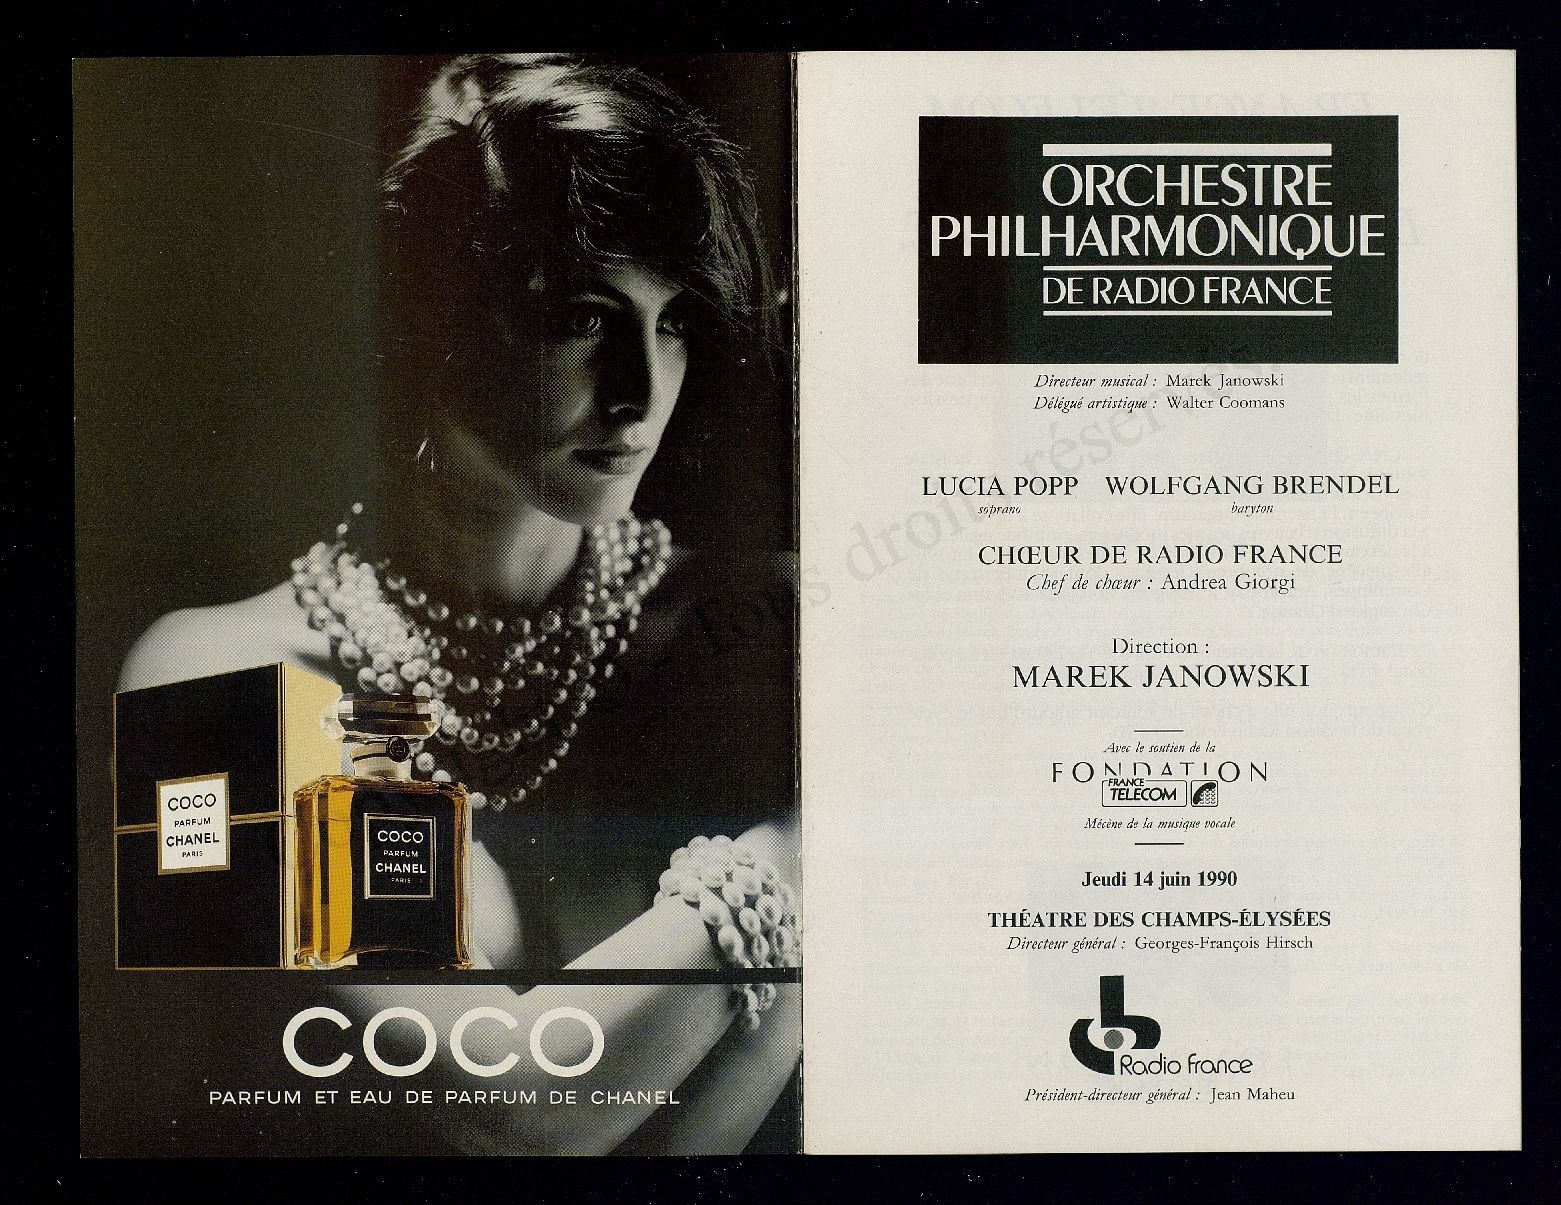 COCO
PARFUM
CHANEL
PARIS
COCO
PARFUM
CHANEL
PARIS
COCO
PARFUM ET EAU DE PARFUM DE CHANEL
ORCHESTRE
PHILHARMONIQUE
DE RADIO FRANCE
Directeur musical : Marek Janowski
Délégué artistique : Walter Coomans
LUCIA POPP WOLFGANG BRENDEL
soprano baryton
CHŒUR DE RADIO FRANCE
Chef de chœur : Andrea Giorgi
Direction :
MAREK JANOWSKI
Avec le soutien de la
FONDATION
FRANCE
TELECOM
Mécène de la musique vocale
Jeudi 14 juin 1990
THÉATRE DES CHAMPS-ÉLYSÉES
Directeur général : Georges-François Hirsch
Radio France
Président-directeur général : Jean Maheu
Tous droits réservés